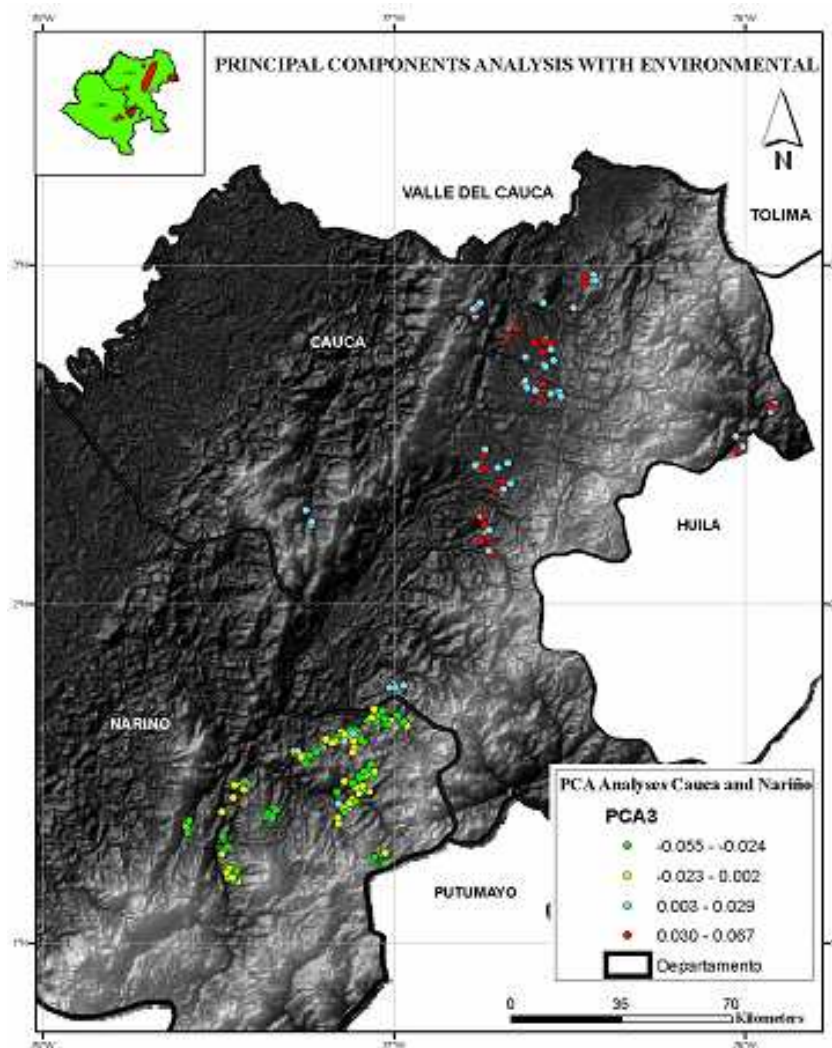 PRINCIPAL COMPONENTS ANALYSIS WITH ENVIRONMENTAL
N
VALLE DEL CAUCA
TOLIMA
CAUCA
HUILA
NARINO
PUTUMAYO
PCA Analyses Cauca and Nariño
PCA3
-0.055 - -0.024
-0.023 - 0.002
0.003 - 0.029
0.030 - 0.067
Departamento
0 35 70
Kilometers